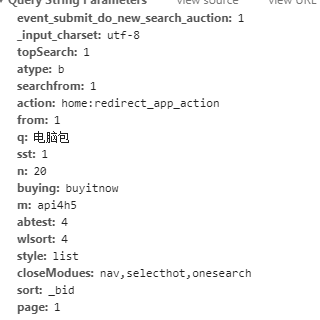 Query String Parameters view source view URL
event_submit_do_new_search_auction: 1
_input_charset: utf-8
topSearch: 1
atype: b
searchfrom: 1
action: home:redirect_app_action
from: 1
q: 电脑包
sst: 1
n: 20
buying: buyitnow
m: api4h5
abtest: 4
wlsort: 4
style: list
closeModues: nav,selecthot,onesearch
sort: _bid
page: 1